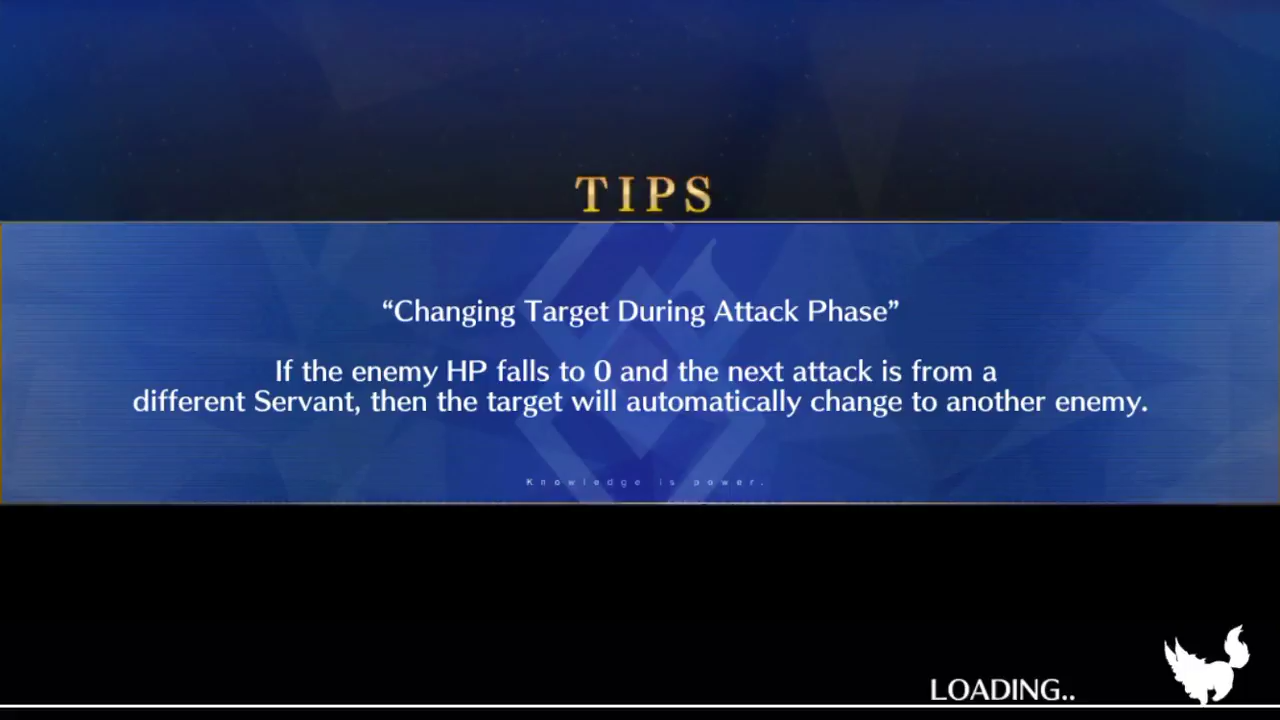 TIPS
“Changing Target During Attack Phase”
If the enemy HP falls to 0 and the next attack is from a
different Servant, then the target will automatically change to another enemy.
Knowledge is power.
LOADING..